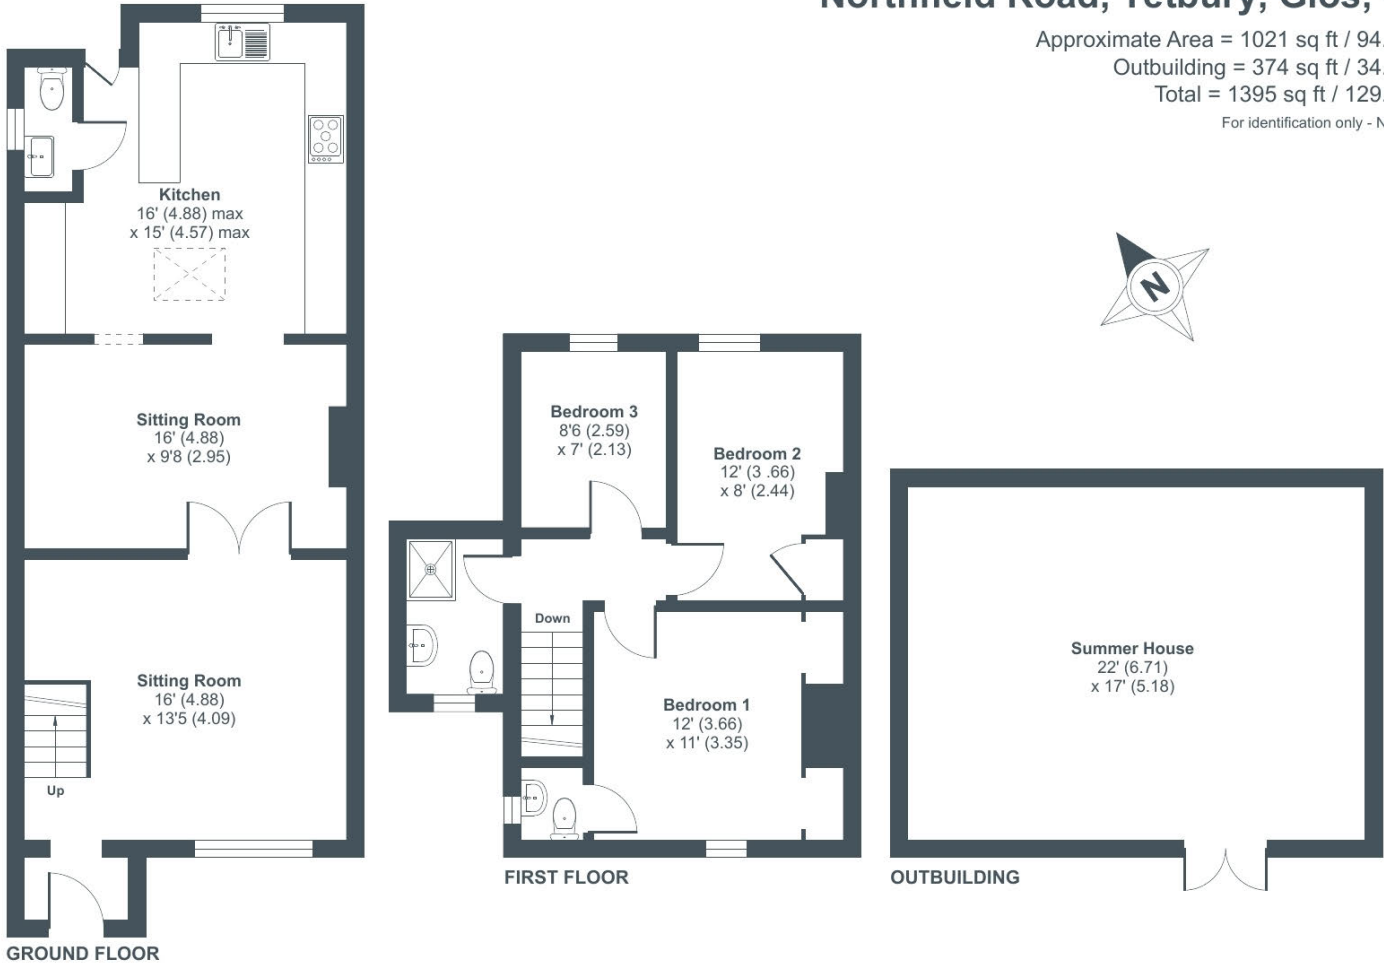 Northfield Road, Tetbury, Glos,
Approximate Area = 1021 sq ft / 94.
Outbuilding = 374 sq ft / 34.
Total = 1395 sq ft / 129.
For identification only - N
Kitchen
16' (4.88) max
x 15' (4.57) max
N
Sitting Room
16' (4.88)
x 9'8 (2.95)
Bedroom 3
8'6 (2.59)
x 7' (2.13)
Bedroom 2
12' (3 .66)
x 8' (2.44)
Down
Summer House
22' (6.71)
x 17' (5.18)
Sitting Room
16' (4.88)
x 13'5 (4.09)
Bedroom 1
12' (3.66)
x 11' (3.35)
Up
FIRST FLOOR
OUTBUILDING
GROUND FLOOR